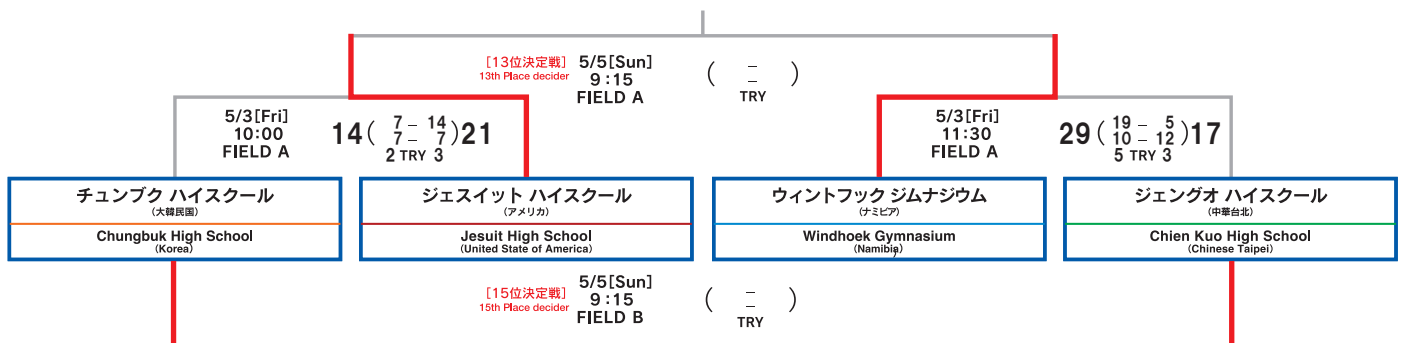 [13位決定戦] 5/5[Sun]
13th Place decider 9:15
FIELD A
( – – )
TRY
5/3[Fri]
10:00
FIELD A
14 ( 7 – 14 7 – 7 ) 21
2 TRY 3
5/3[Fri]
11:30
FIELD A
29 ( 19 – 5 10 – 12 ) 17
5 TRY 3
チュンブク ハイスクール
(大韓民国)
Chungbuk High School
(Korea)
ジェスイット ハイスクール
(アメリカ)
Jesuit High School
(United State of America)
ウィントフック ジムナジウム
(ナミビア)
Windhoek Gymnasium
(Namibia)
ジェングオ ハイスクール
(中華台北)
Chien Kuo High School
(Chinese Taipei)
[15位決定戦] 5/5[Sun]
15th Place decider 9:15
FIELD B
( – – )
TRY